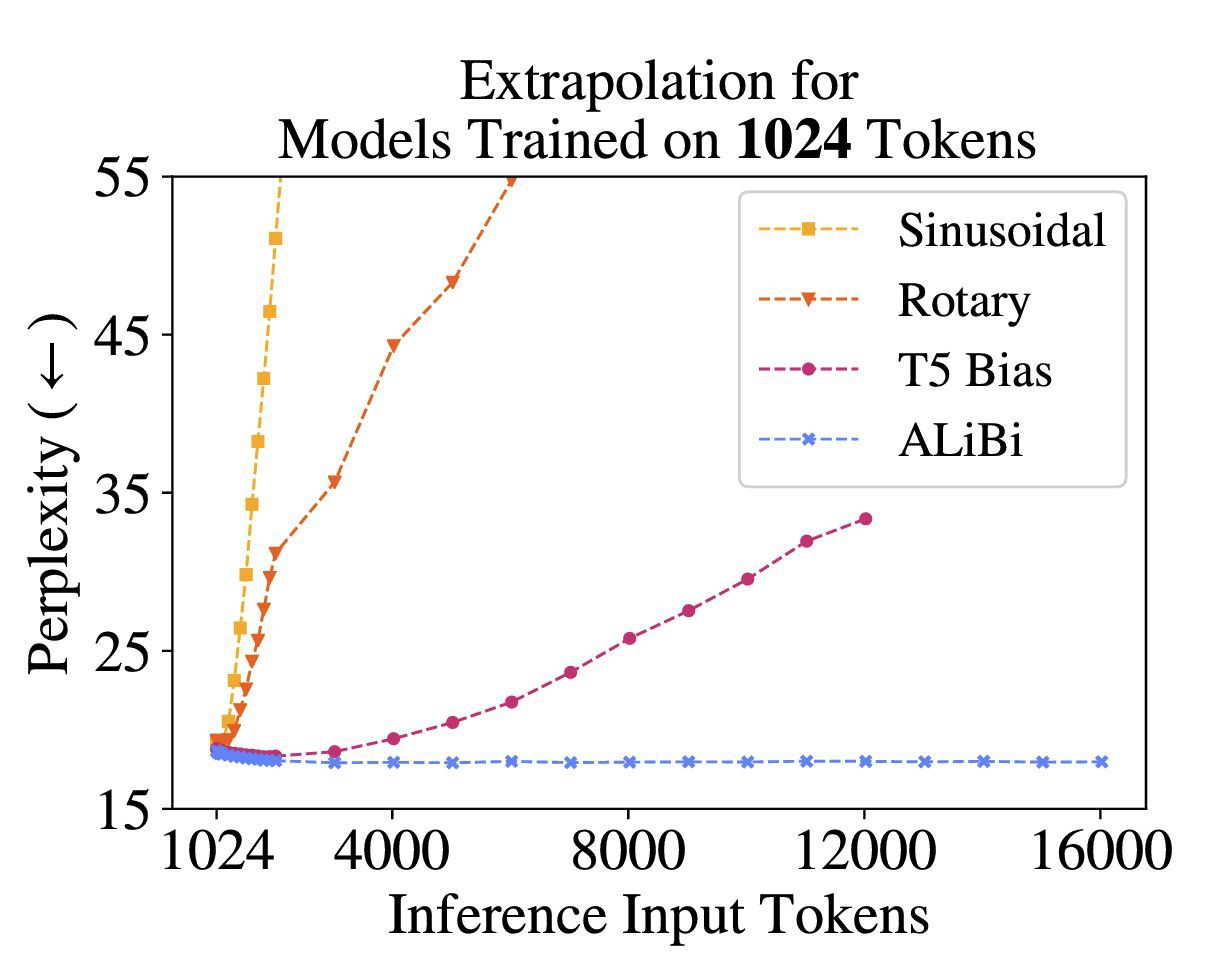 Extrapolation for
Models Trained on 1024 Tokens
Perplexity (←)
55
45
35
25
15
Sinusoidal
Rotary
T5 Bias
ALiBi
1024 4000 8000 12000 16000
Inference Input Tokens